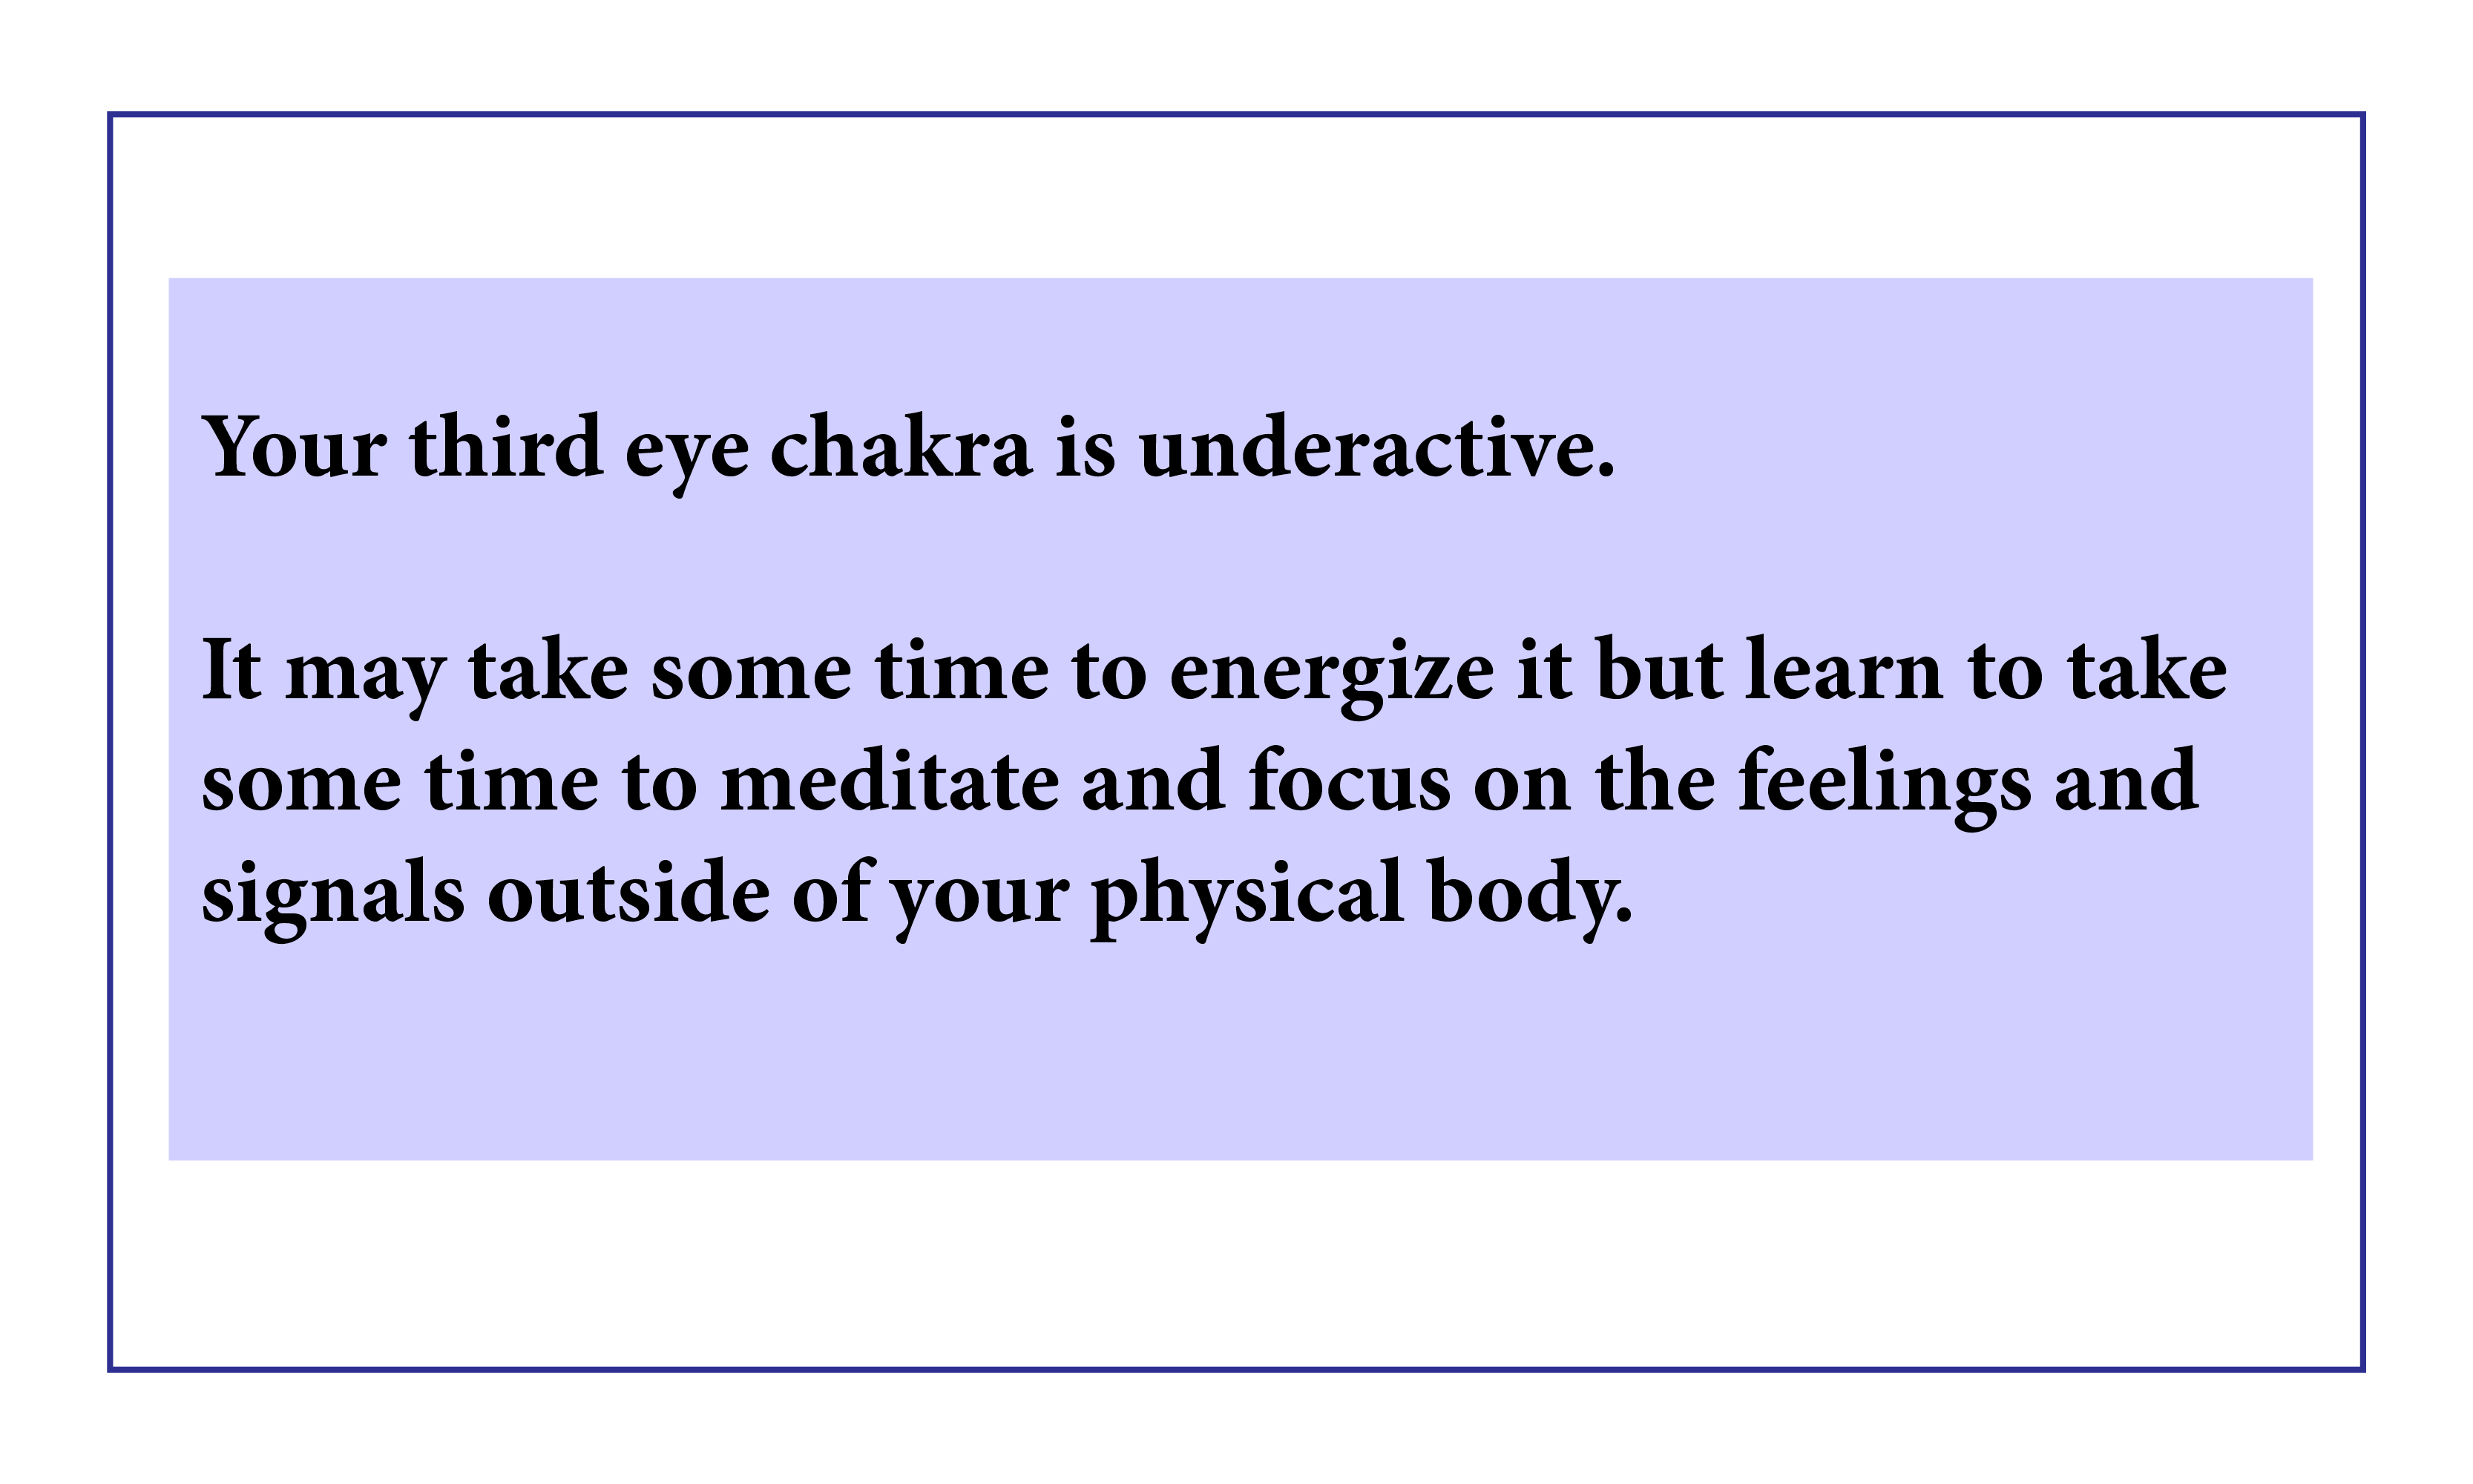 Your third eye chakra is underactive.
It may take some time to energize it but learn to take
some time to meditate and focus on the feelings and
signals outside of your physical body.